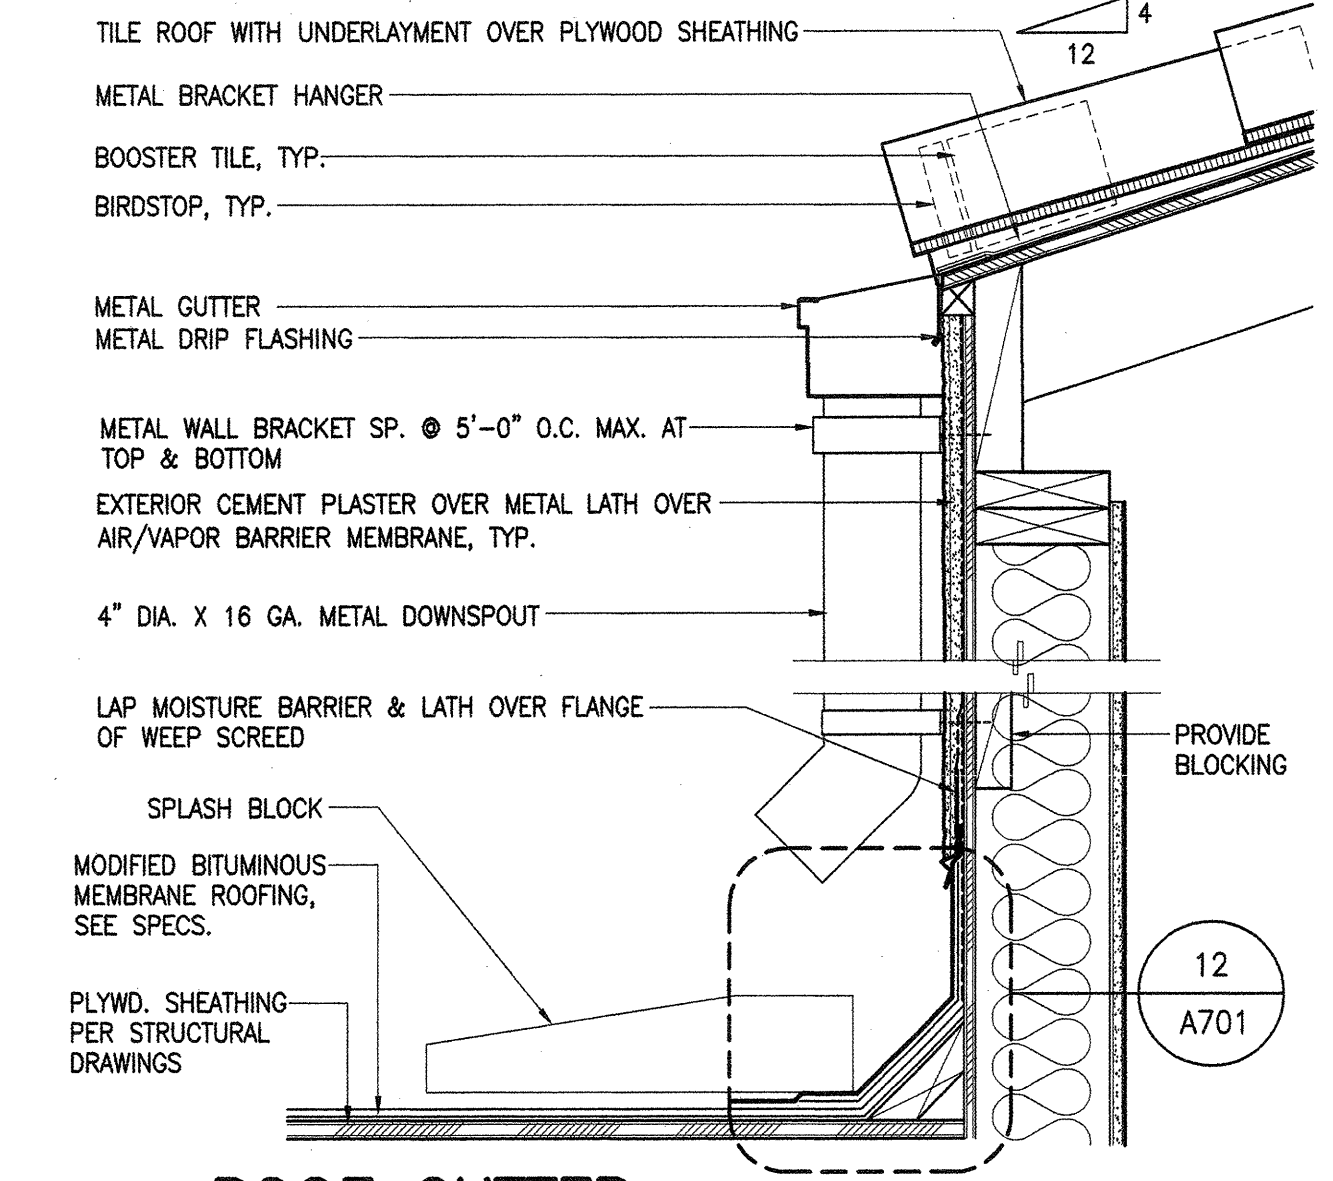 TILE ROOF WITH UNDERLAYMENT OVER PLYWOOD SHEATHING
4
12
METAL BRACKET HANGER
BOOSTER TILE, TYP.
BIRDSTOP, TYP.
METAL GUTTER
METAL DRIP FLASHING
METAL WALL BRACKET SP. @ 5'-0" O.C. MAX. AT
TOP & BOTTOM
EXTERIOR CEMENT PLASTER OVER METAL LATH OVER
AIR/VAPOR BARRIER MEMBRANE, TYP.
4" DIA. X 16 GA. METAL DOWNSPOUT
LAP MOISTURE BARRIER & LATH OVER FLANGE
OF WEEP SCREED
PROVIDE
BLOCKING
SPLASH BLOCK
MODIFIED BITUMINOUS
MEMBRANE ROOFING,
SEE SPECS.
12
A701
PLYWD. SHEATHING
PER STRUCTURAL
DRAWINGS